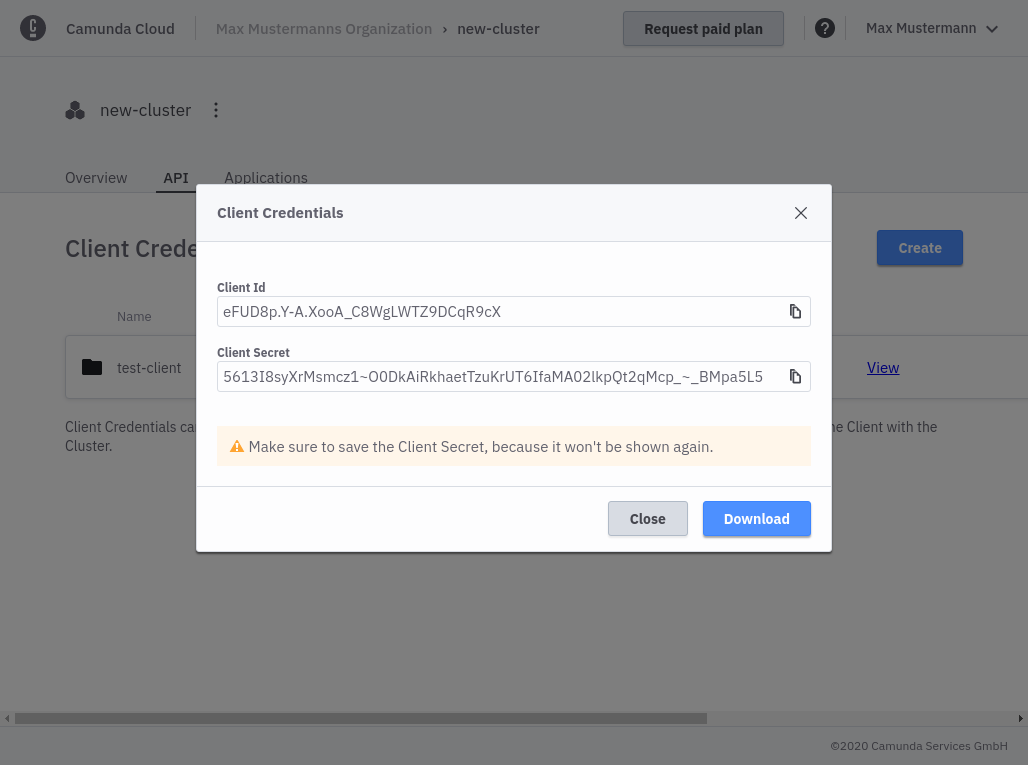 Camunda Cloud
Max Mustermanns Organization › new-cluster
Request paid plan
?
Max Mustermann
new-cluster
Overview
API
Applications
Client Crede
Create
Name
test-client
View
Client Credentials ca
ne Client with the
Cluster.
Client Credentials
Client Id
eFUD8p.Y-A.XooA_C8WgLWTZ9DCqR9cX
Client Secret
5613I8syXrMsmcz1~O0DkAiRkhaetTzuKrUT6IfaMA02lkpQt2qMcp_~_BMpa5L5
Make sure to save the Client Secret, because it won't be shown again.
Close
Download
©2020 Camunda Services GmbH